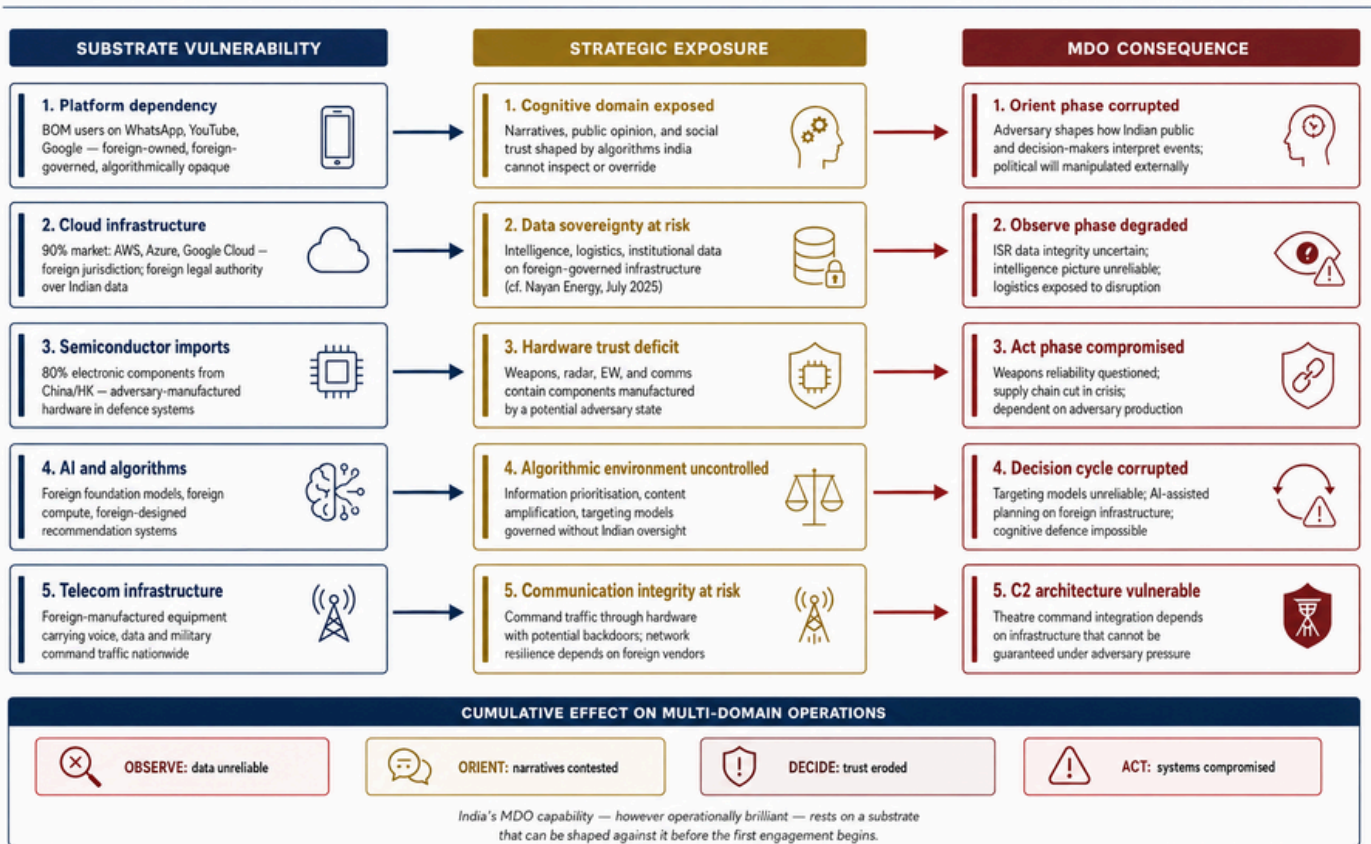 SUBSTRATE VULNERABILITY
STRATEGIC EXPOSURE
MDO CONSEQUENCE
1. Platform dependency
BOM users on WhatsApp, YouTube,
Google — foreign-owned, foreign-
governed, algorithmically opaque
1. Cognitive domain exposed
Narratives, public opinion, and social
trust shaped by algorithms india
cannot inspect or override
1. Orient phase corrupted
Adversary shapes how Indian public
and decision-makers interpret events;
political will manipulated externally
2. Cloud infrastructure
90% market: AWS, Azure, Google Cloud —
foreign jurisdiction; foreign legal authority
over Indian data
2. Data sovereignty at risk
Intelligence, logistics, institutional data
on foreign-governed infrastructure
(cf. Nayan Energy, July 2025)
2. Observe phase degraded
ISR data integrity uncertain;
intelligence picture unreliable;
logistics exposed to disruption
3. Semiconductor imports
80% electronic components from
China/HK — adversary-manufactured
hardware in defence systems
3. Hardware trust deficit
Weapons, radar, EW, and comms
contain components manufactured
by a potential adversary state
3. Act phase compromised
Weapons reliability questioned;
supply chain cut in crisis;
dependent on adversary production
4. AI and algorithms
Foreign foundation models, foreign
compute, foreign-designed
recommendation systems
4. Algorithmic environment uncontrolled
Information prioritisation, content
amplification, targeting models
governed without Indian oversight
4. Decision cycle corrupted
Targeting models unreliable; AI-assisted
planning on foreign infrastructure;
cognitive defence impossible
5. Telecom infrastructure
Foreign-manufactured equipment
carrying voice, data and military
command traffic nationwide
5. Communication integrity at risk
Command traffic through hardware
with potential backdoors; network
resilience depends on foreign vendors
5. C2 architecture vulnerable
Theatre command integration depends
on infrastructure that cannot be
guaranteed under adversary pressure
CUMULATIVE EFFECT ON MULTI-DOMAIN OPERATIONS
OBSERVE: data unreliable
ORIENT: narratives contested
DECIDE: trust eroded
ACT: systems compromised
India's MDO capability — however operationally brilliant — rests on a substrate
that can be shaped against it before the first engagement begins.